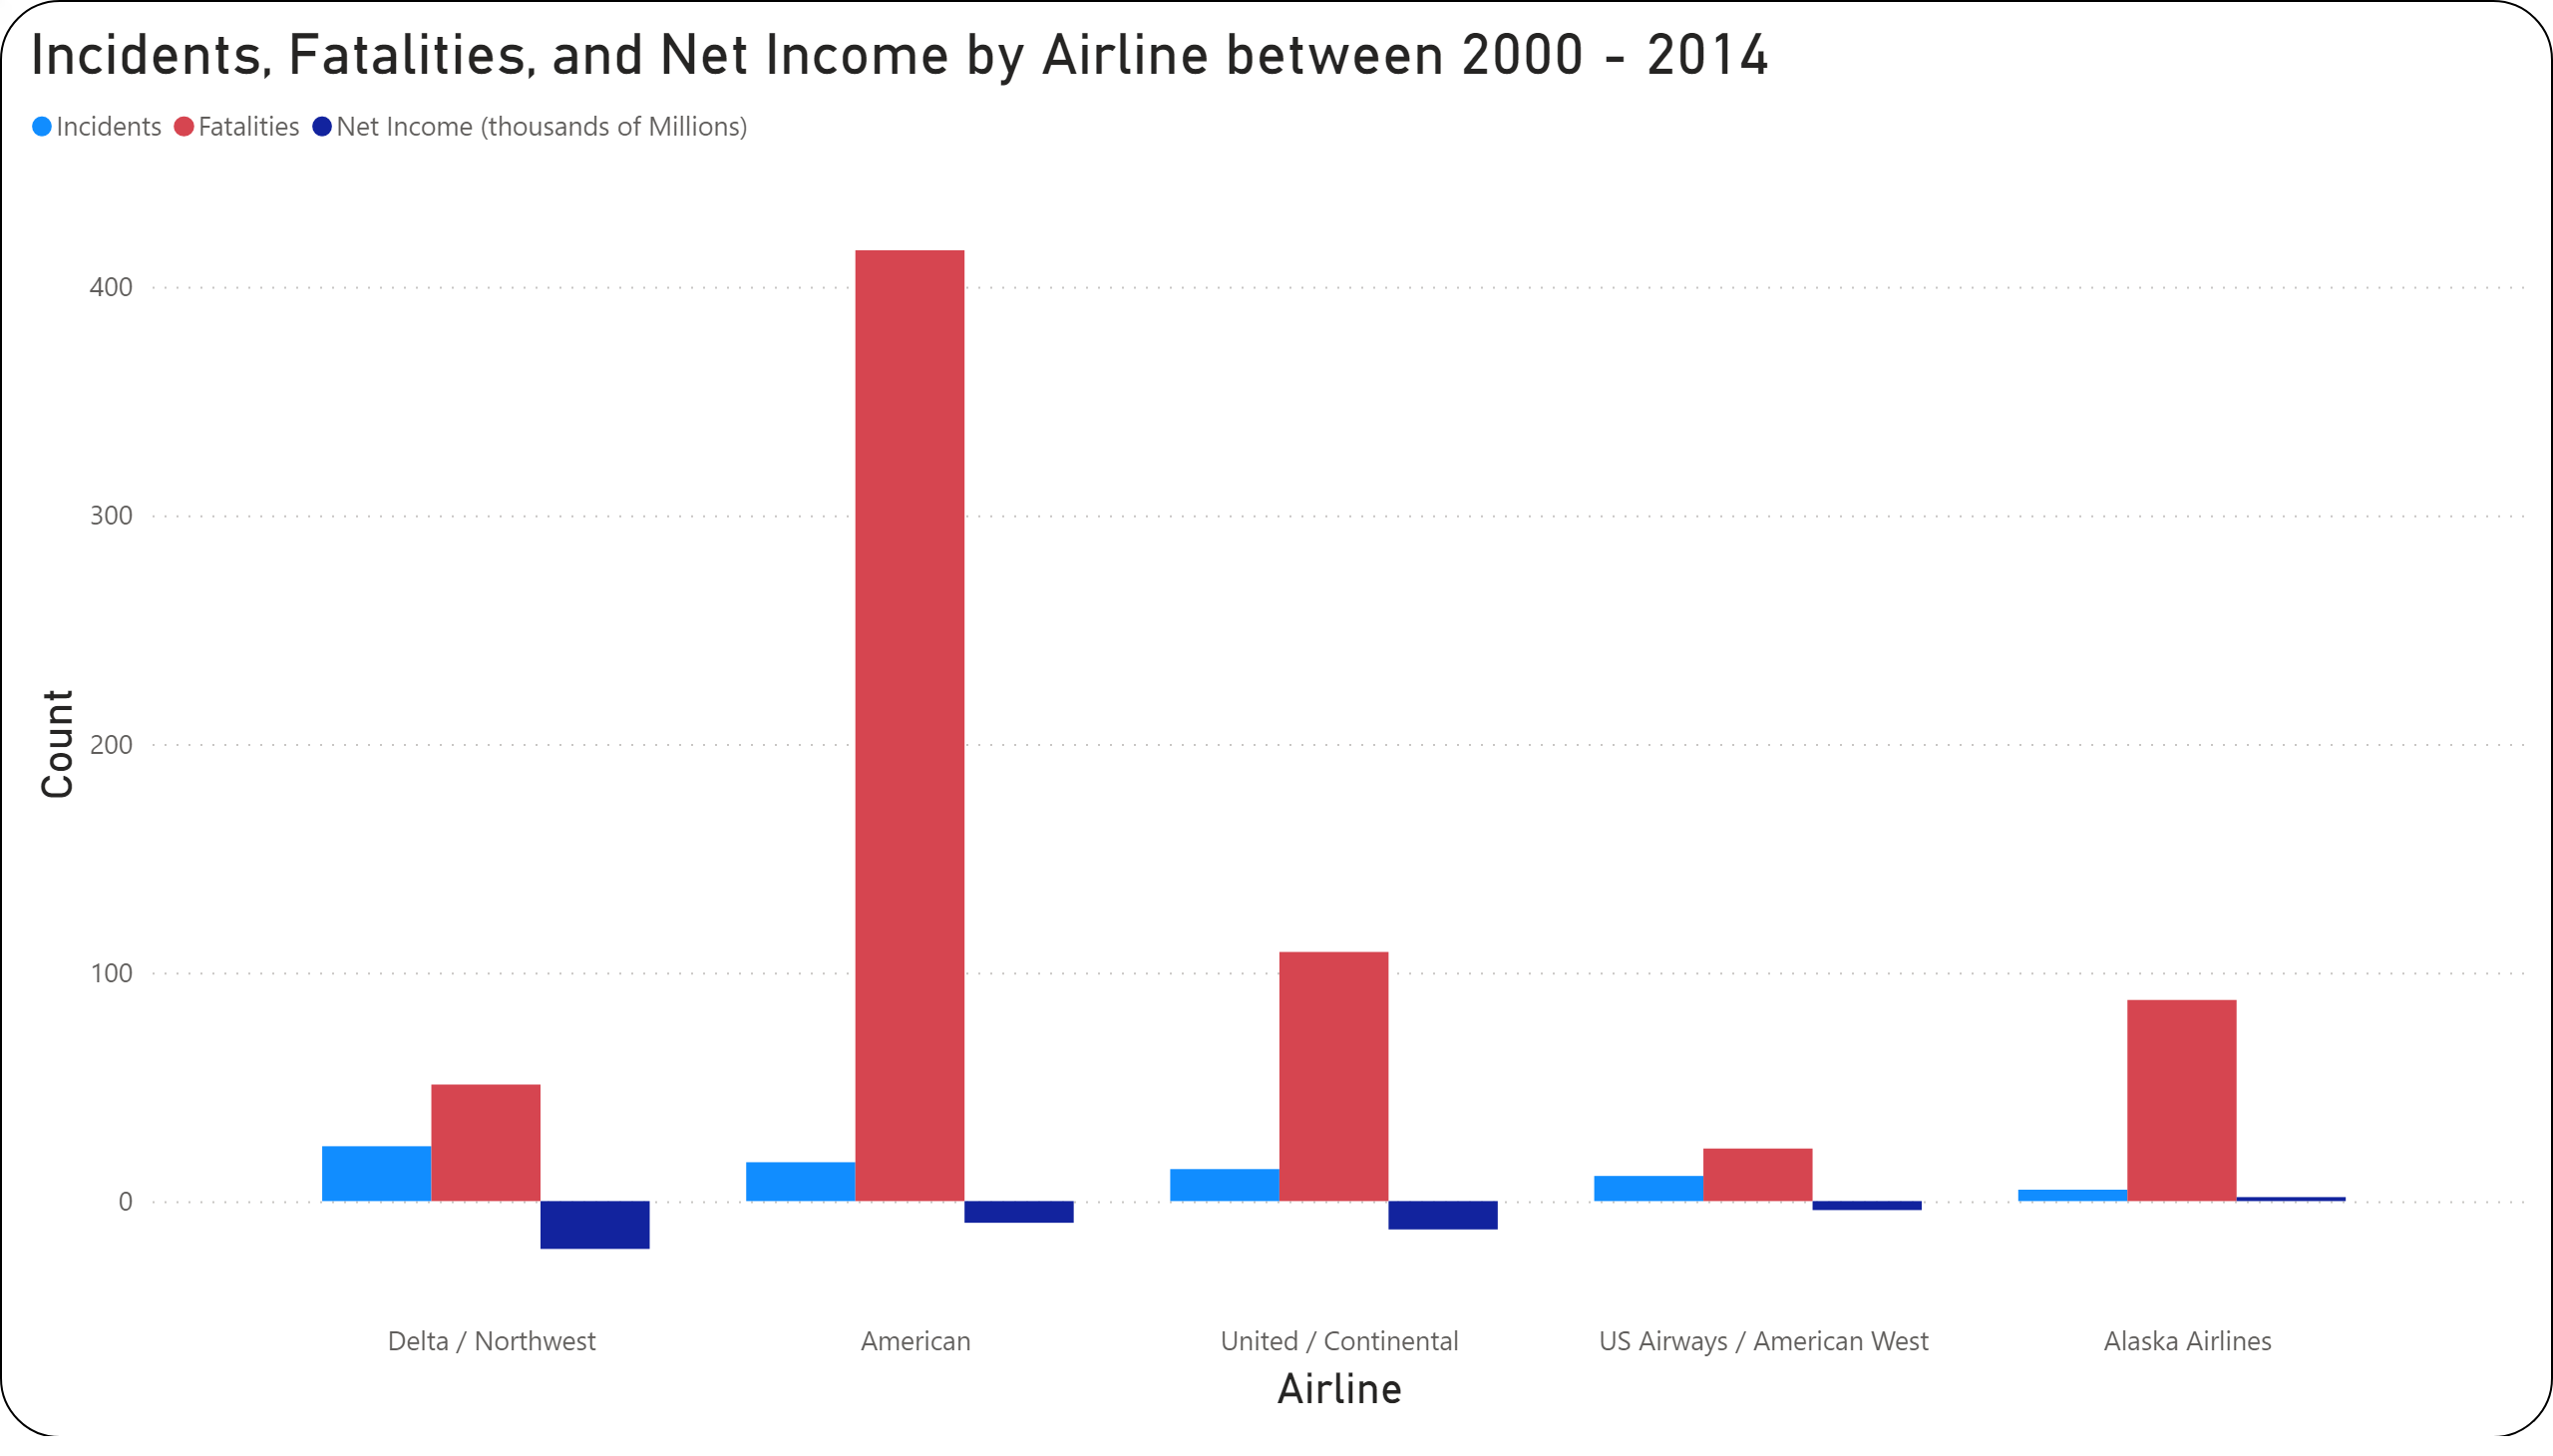 Incidents, Fatalities, and Net Income by Airline between 2000 - 2014
Incidents Fatalities Net Income (thousands of Millions)
400
300
200
100
0
Count
Delta / Northwest American United / Continental US Airways / American West Alaska Airlines
Airline